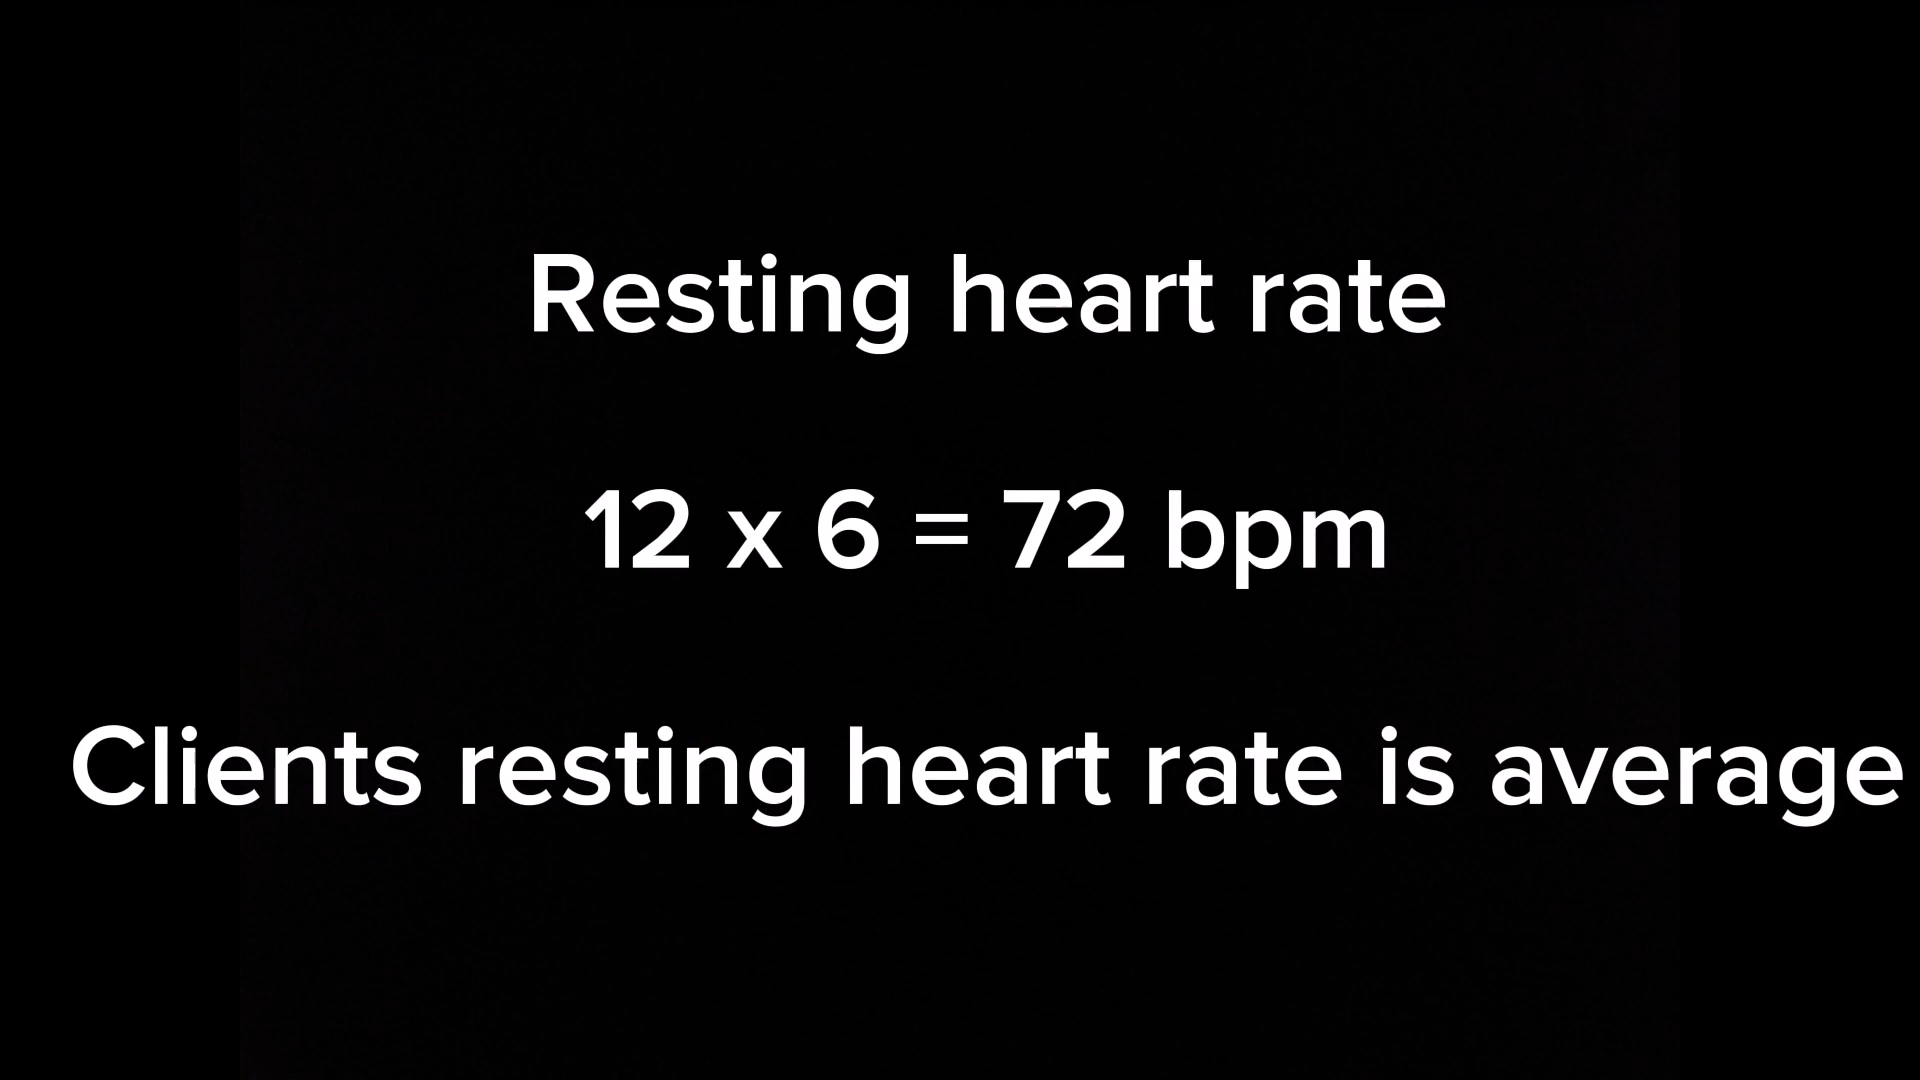 Resting heart rate
12 x 6 = 72 bpm
Clients resting heart rate is average